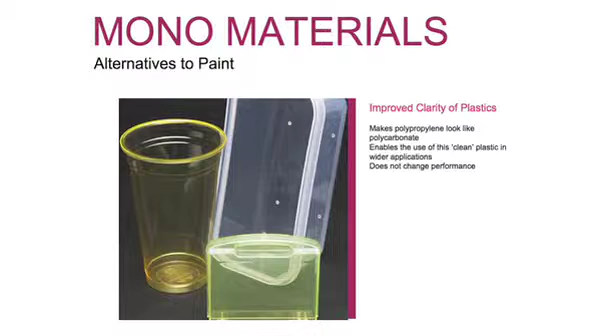 MONO MATERIALS
Alternatives to Paint
Improved Clarity of Plastics
Makes polypropylene look like
polycarbonate
Enables the use of this 'clean' plastic in
wider applications
Does not change performance